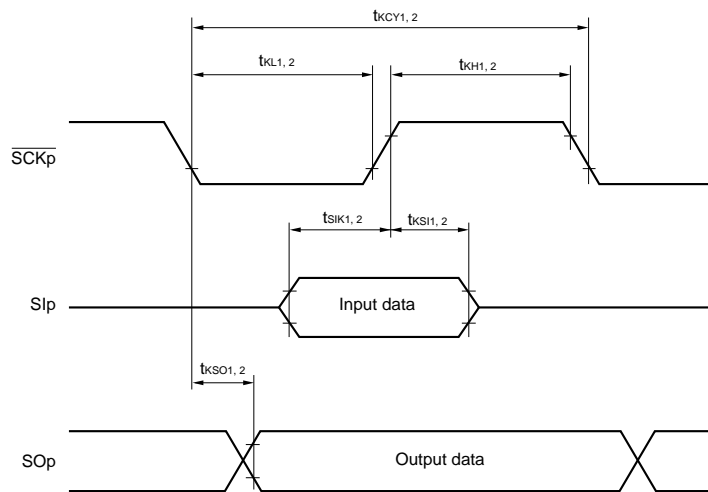 tKCY1, 2
tKL1, 2
tKH1, 2
SCKp
tSIK1, 2
tKSI1, 2
SIp
Input data
tKSO1, 2
SOp
Output data